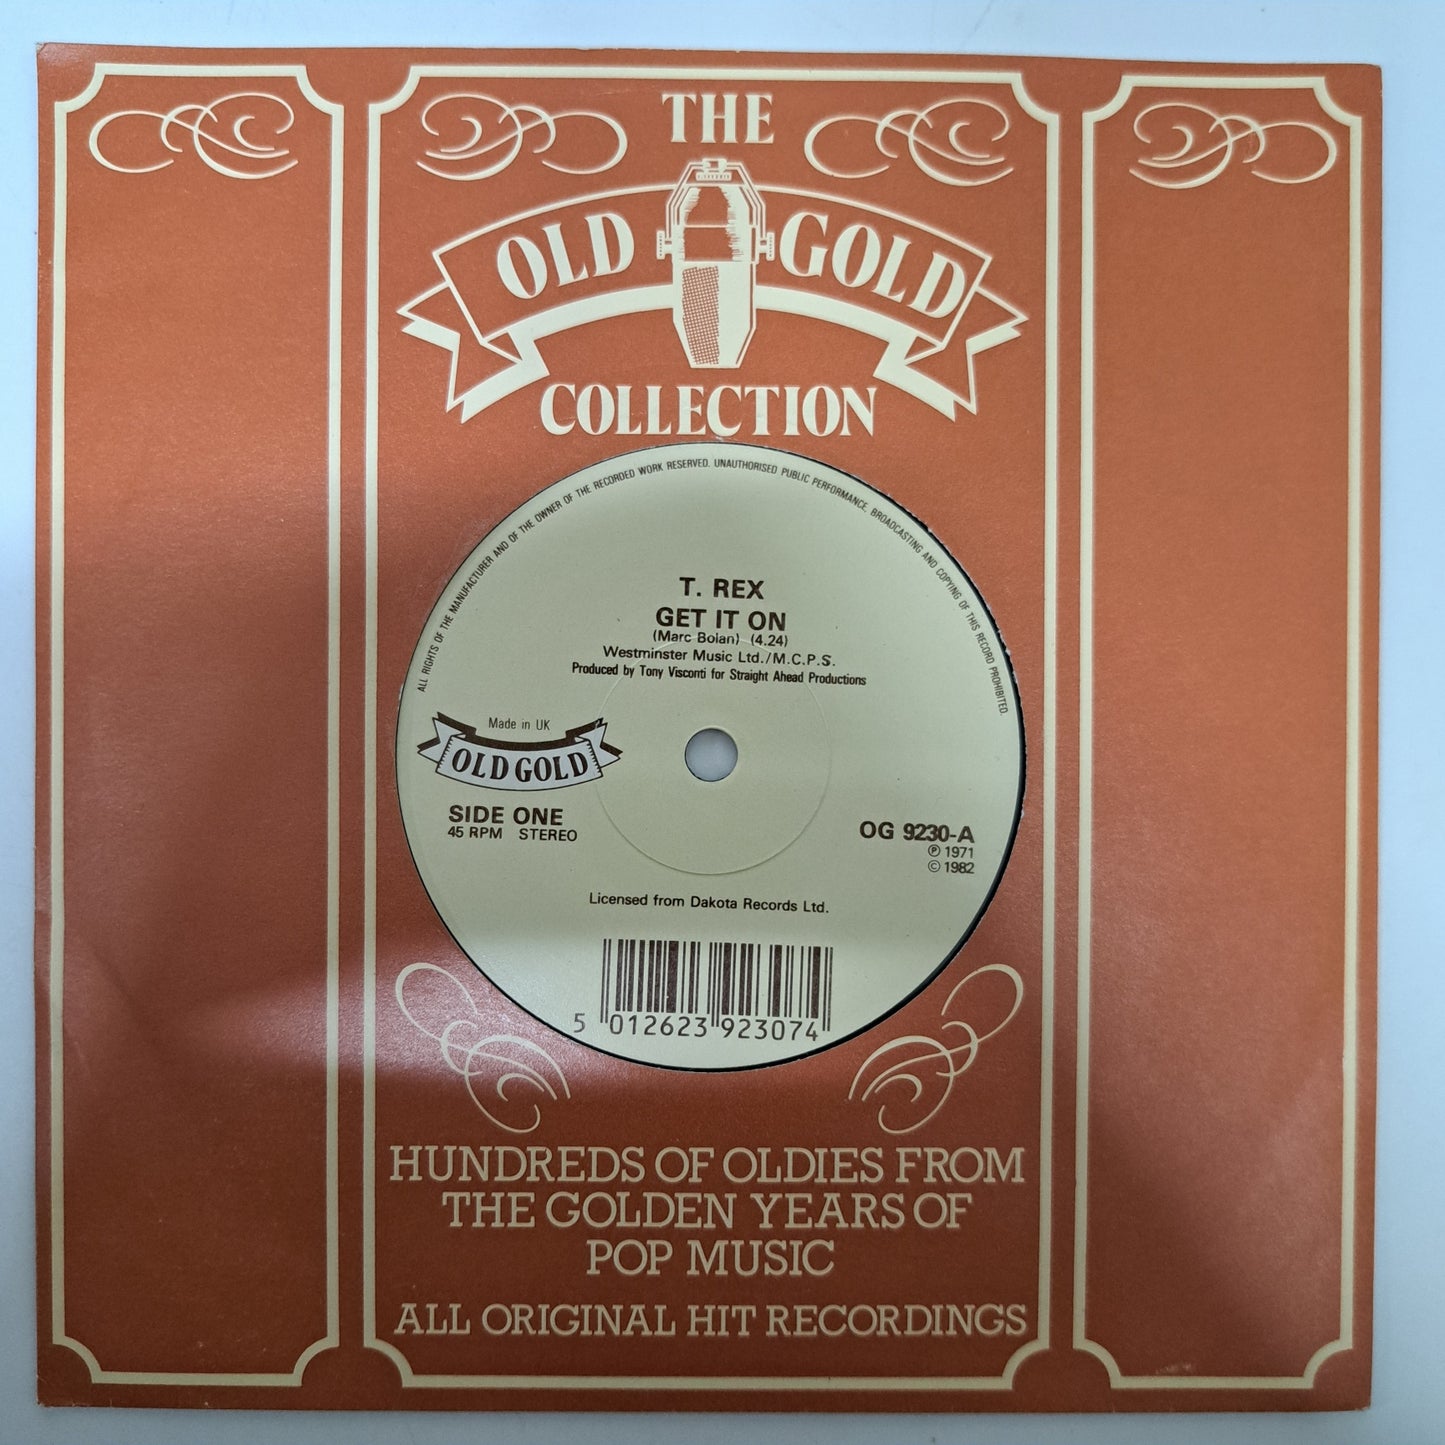 THE
OLD GOLD
COLLECTION
ALL RIGHTS OF THE MANUFACTURER AND OF THE OWNER OF THE RECORDED WORK RESERVED. UNAUTHORISED PUBLIC PERFORMANCE, BROADCASTING AND COPYING OF THIS RECORD PROHIBITED.
T. REX
GET IT ON
(Marc Bolan) (4.24)
Westminster Music Ltd./M.C.P.S.
Produced by Tony Visconti for Straight Ahead Productions
Made in UK
OLD GOLD
SIDE ONE
45 RPM STEREO
OG 9230-A
℗ 1971
© 1982
Licensed from Dakota Records Ltd.
5 012623 923074
HUNDREDS OF OLDIES FROM
THE GOLDEN YEARS OF
POP MUSIC
ALL ORIGINAL HIT RECORDINGS